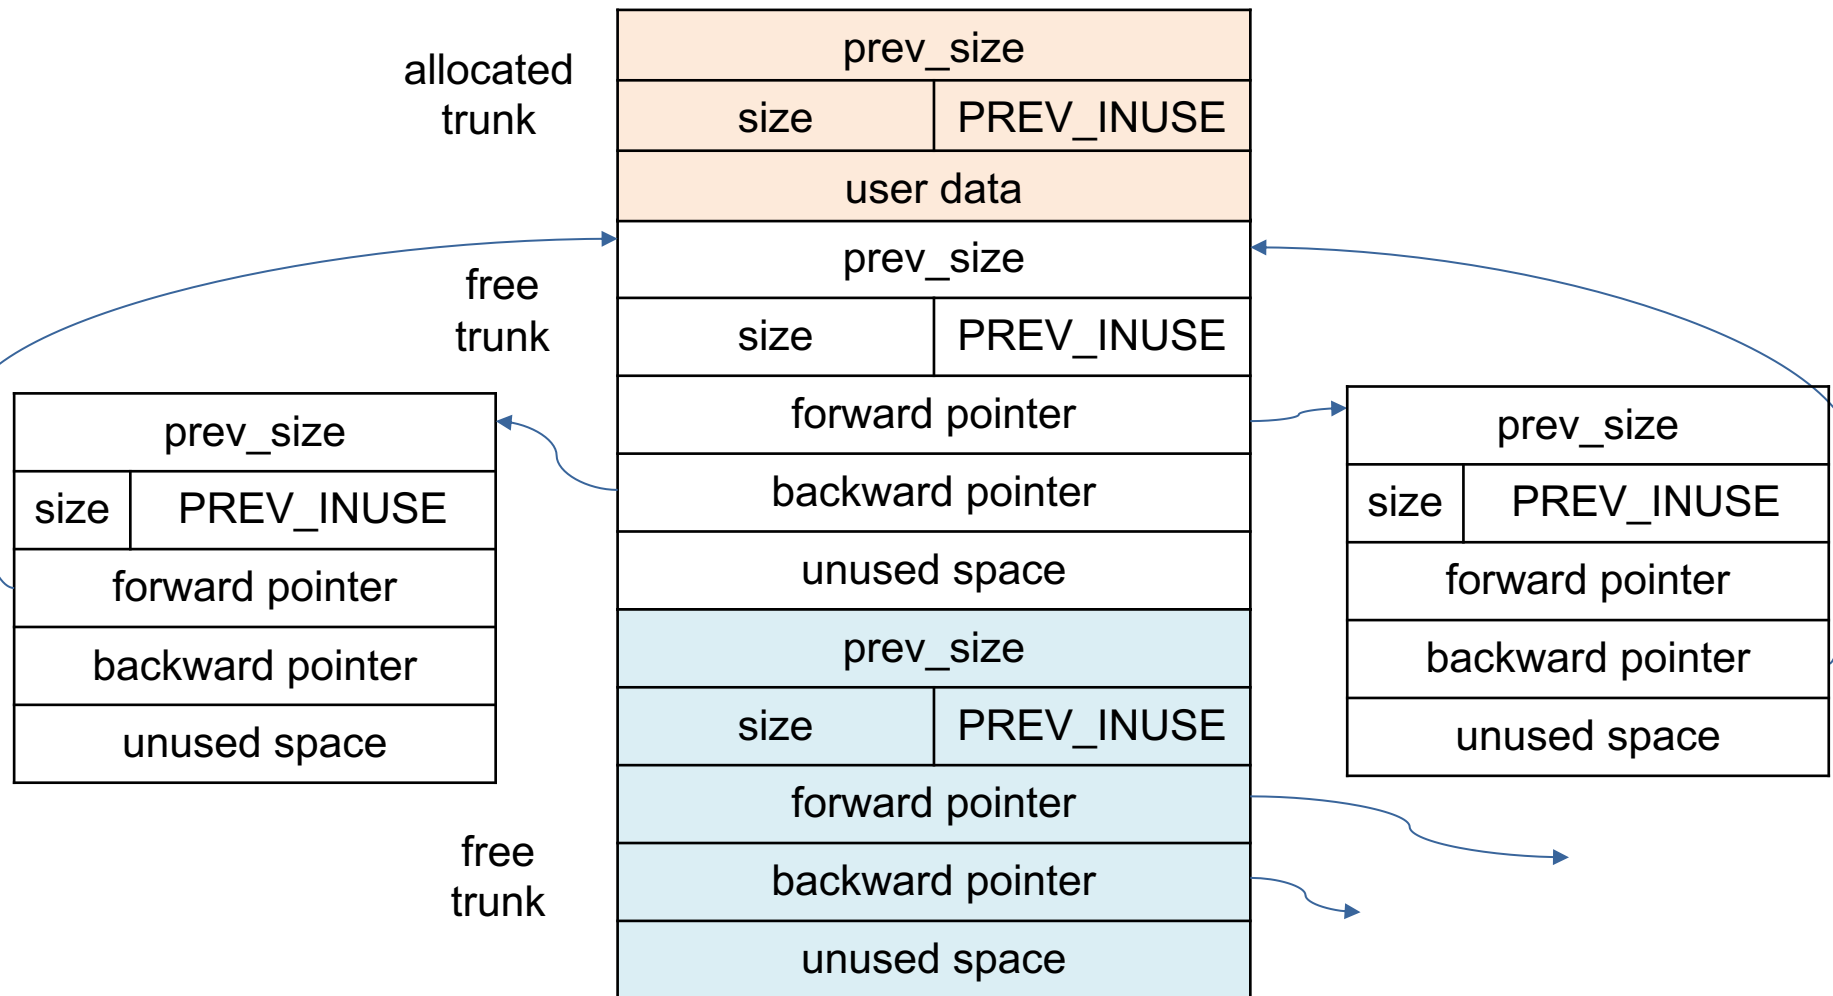 allocated
trunk
prev_size
size PREV_INUSE
user data
free
trunk
prev_size
size PREV_INUSE
forward pointer
backward pointer
unused space
prev_size
size PREV_INUSE
forward pointer
backward pointer
unused space
prev_size
size PREV_INUSE
forward pointer
backward pointer
unused space
free
trunk
prev_size
size PREV_INUSE
forward pointer
backward pointer
unused space